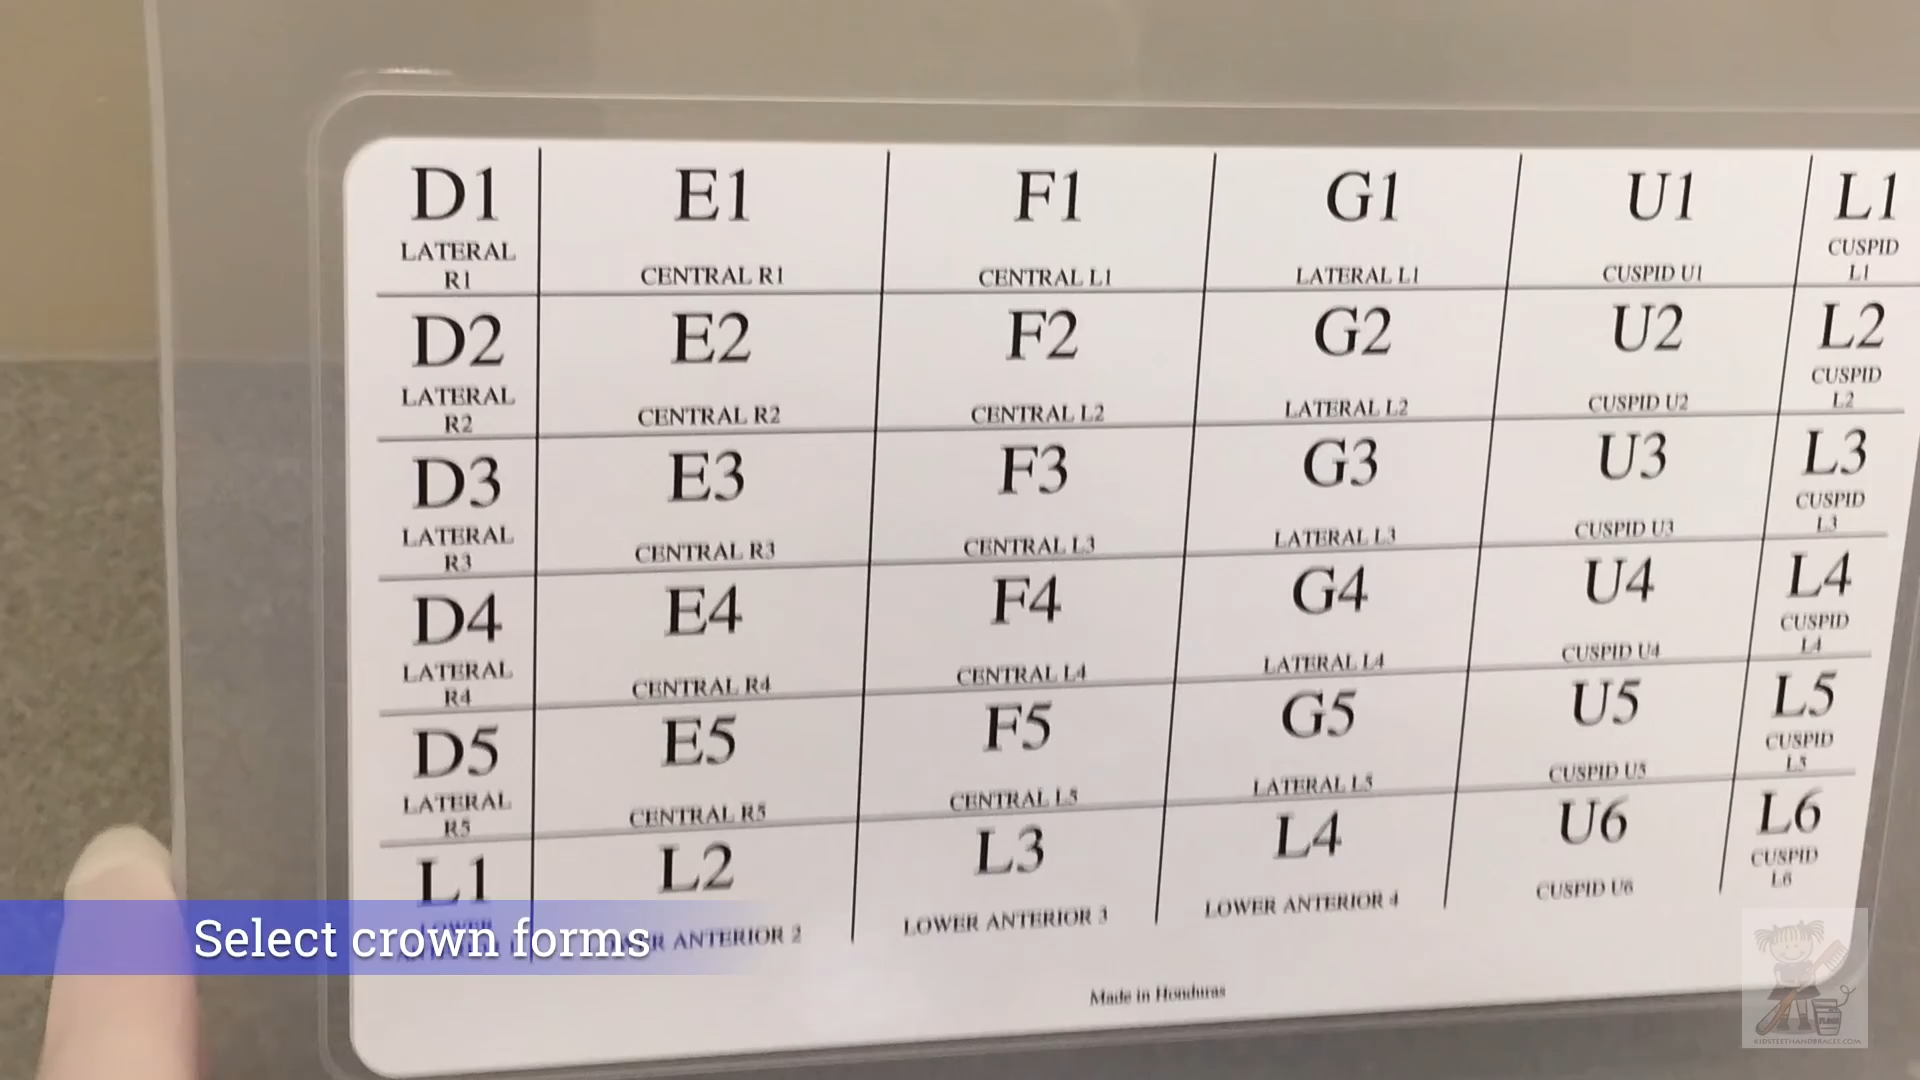 D1 E1 F1 G1 U1 L1
LATERAL R1 CENTRAL R1 CENTRAL L1 LATERAL L1 CUSPID U1 CUSPID L1
D2 E2 F2 G2 U2 L2
LATERAL R2 CENTRAL R2 CENTRAL L2 LATERAL L2 CUSPID U2 CUSPID L2
D3 E3 F3 G3 U3 L3
LATERAL R3 CENTRAL R3 CENTRAL L3 LATERAL L3 CUSPID U3 CUSPID L3
D4 E4 F4 G4 U4 L4
LATERAL R4 CENTRAL R4 CENTRAL L4 LATERAL L4 CUSPID U4 CUSPID L4
D5 E5 F5 G5 U5 L5
LATERAL R5 CENTRAL R5 CENTRAL L5 LATERAL L5 CUSPID U5 CUSPID L5
L1 L2 L3 L4 U6 L6
LOWER ANTERIOR 2 LOWER ANTERIOR 3 LOWER ANTERIOR 4 CUSPID U6 CUSPID L6
Select crown forms
Made in Honduras
KIDSTEETHANDBRACES.COM